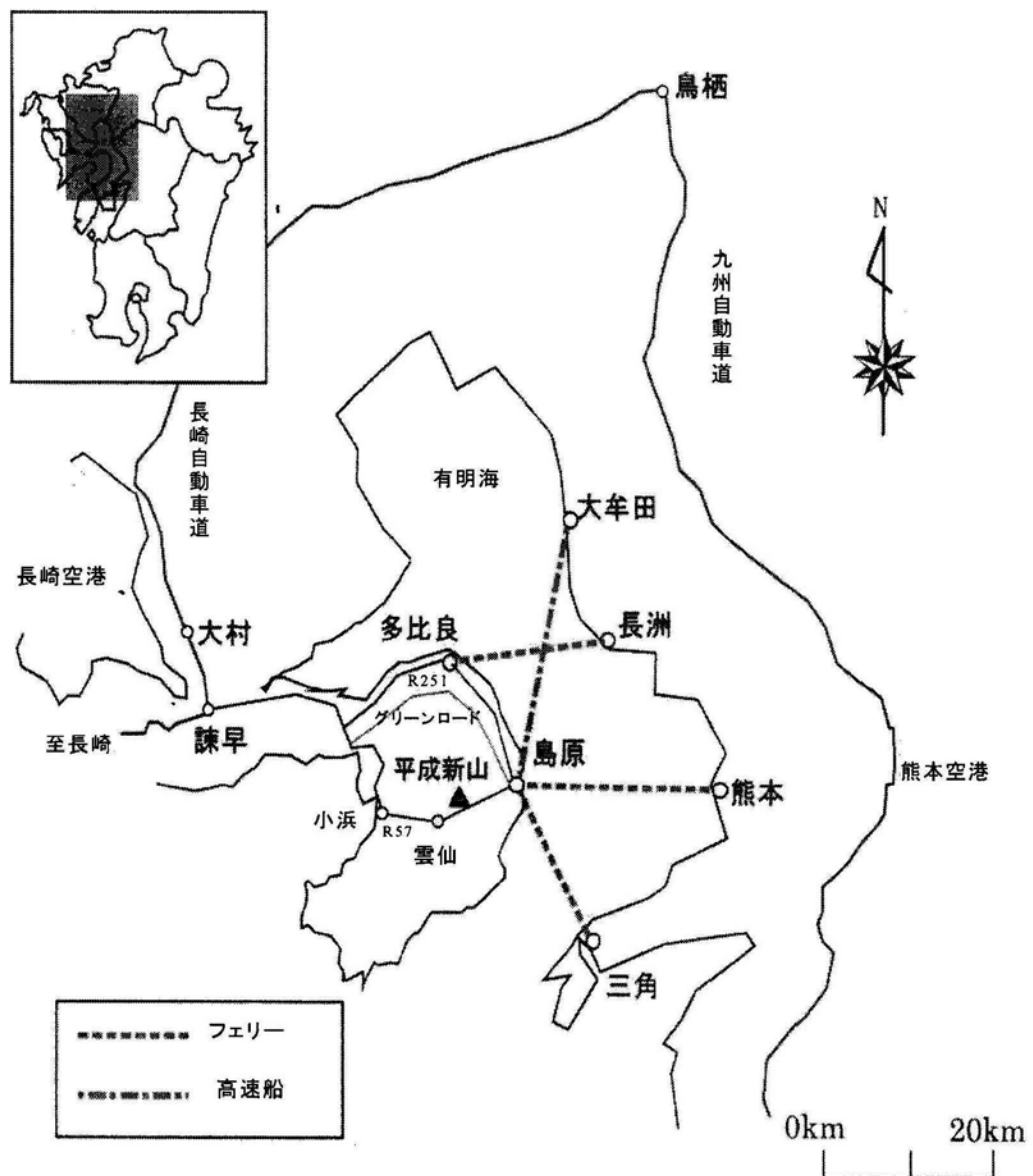 鳥栖
N
九州自動車道
長崎自動車道
有明海
大牟田
長崎空港
大村
多比良
長洲
R251
グリーンロード
至長崎
諫早
島原
平成新山
熊本
熊本空港
小浜
R57
雲仙
三角
フェリー
高速船
0km
20km